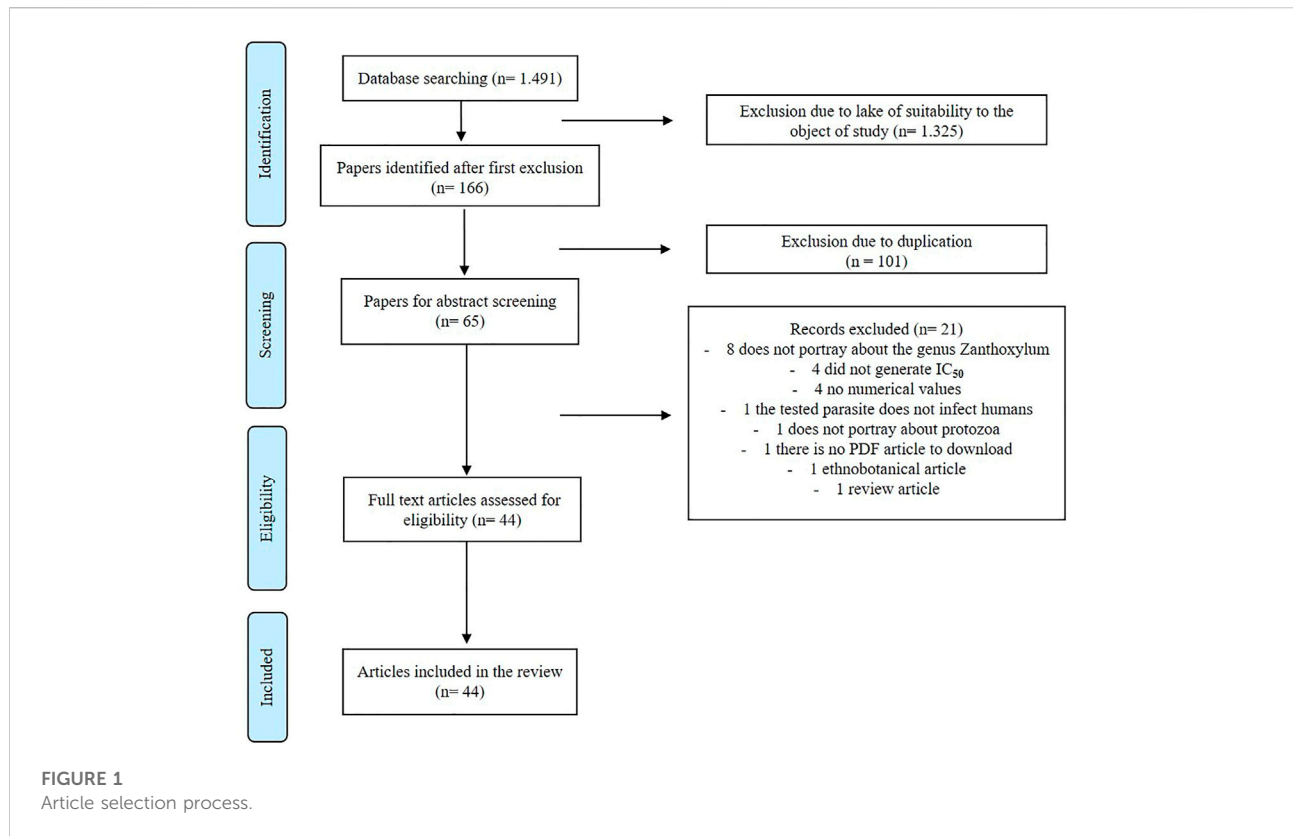 Identification
Database searching (n= 1.491)
Exclusion due to lake of suitability to the
object of study (n= 1.325)
Papers identified after first exclusion
(n= 166)
Screening
Exclusion due to duplication
(n = 101)
Papers for abstract screening
(n= 65)
Records excluded (n= 21)
- 8 does not portray about the genus Zanthoxylum
- 4 did not generate IC50
- 4 no numerical values
- 1 the tested parasite does not infect humans
- 1 does not portray about protozoa
- 1 there is no PDF article to download
- 1 ethnobotanical article
- 1 review article
Eligibility
Full text articles assessed for
eligibility (n= 44)
Included
Articles included in the review
(n= 44)
FIGURE 1
Article selection process.